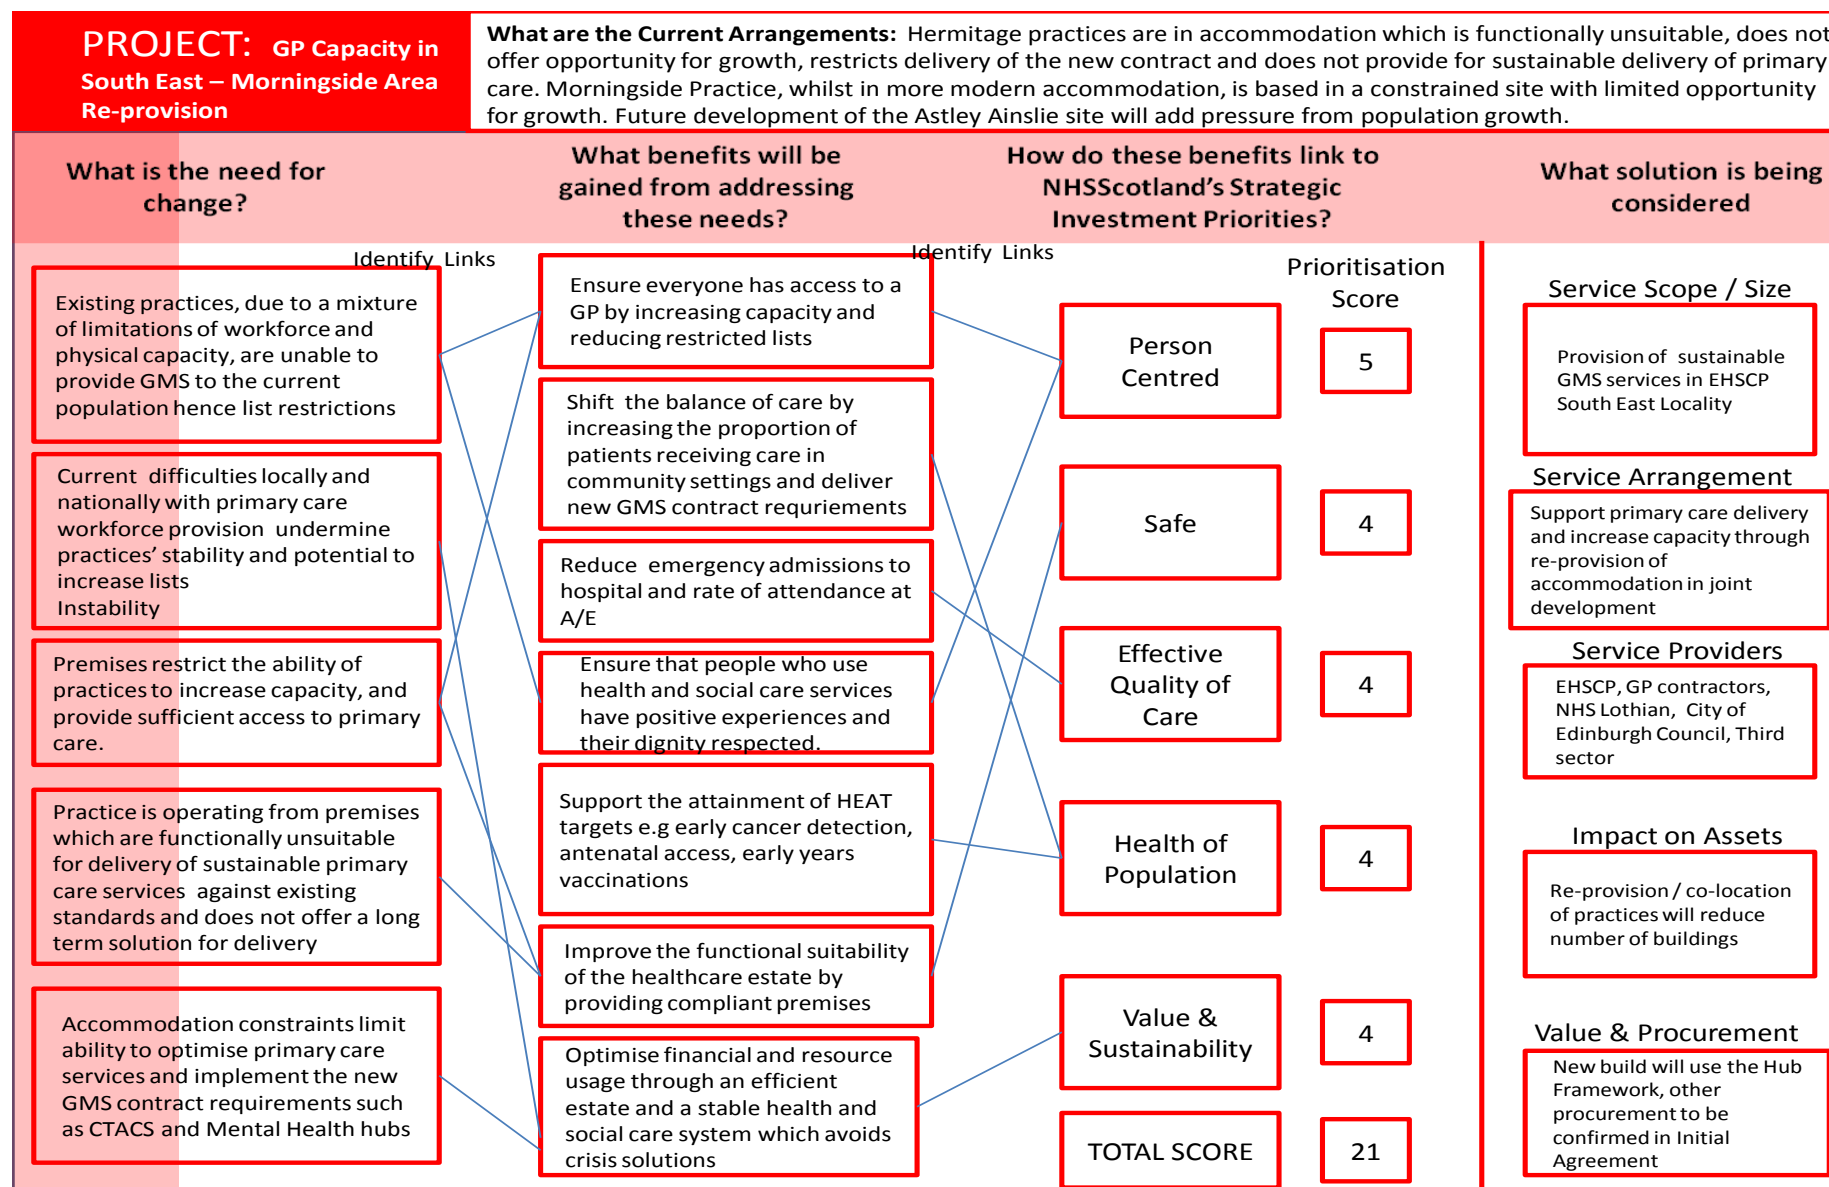 PROJECT: GP Capacity in
South East – Morningside Area
Re-provision
What are the Current Arrangements: Hermitage practices are in accommodation which is functionally unsuitable, does not
offer opportunity for growth, restricts delivery of the new contract and does not provide for sustainable delivery of primary
care. Morningside Practice, whilst in more modern accommodation, is based in a constrained site with limited opportunity
for growth. Future development of the Astley Ainslie site will add pressure from population growth.
What is the need for
change?
What benefits will be
gained from addressing
these needs?
How do these benefits link to
NHSScotland's Strategic
Investment Priorities?
What solution is being
considered
Identify Links
Existing practices, due to a mixture
of limitations of workforce and
physical capacity, are unable to
provide GMS to the current
population hence list restrictions
Current difficulties locally and
nationally with primary care
workforce provision undermine
practices' stability and potential to
increase lists
Instability
Premises restrict the ability of
practices to increase capacity, and
provide sufficient access to primary
care.
Practice is operating from premises
which are functionally unsuitable
for delivery of sustainable primary
care services against existing
standards and does not offer a long
term solution for delivery
Accommodation constraints limit
ability to optimise primary care
services and implement the new
GMS contract requirements such
as CTACS and Mental Health hubs
Identify Links
Ensure everyone has access to a
GP by increasing capacity and
reducing restricted lists
Shift the balance of care by
increasing the proportion of
patients receiving care in
community settings and deliver
new GMS contract requriements
Reduce emergency admissions to
hospital and rate of attendance at
A/E
Ensure that people who use
health and social care services
have positive experiences and
their dignity respected.
Support the attainment of HEAT
targets e.g early cancer detection,
antenatal access, early years
vaccinations
Improve the functional suitability
of the healthcare estate by
providing compliant premises
Optimise financial and resource
usage through an efficient
estate and a stable health and
social care system which avoids
crisis solutions
Prioritisation
Score
Person
Centred
5
Safe
4
Effective
Quality of
Care
4
Health of
Population
4
Value &
Sustainability
4
TOTAL SCORE
21
Service Scope / Size
Provision of sustainable
GMS services in EHSCP
South East Locality
Service Arrangement
Support primary care delivery
and increase capacity through
re-provision of
accommodation in joint
development
Service Providers
EHSCP, GP contractors,
NHS Lothian, City of
Edinburgh Council, Third
sector
Impact on Assets
Re-provision / co-location
of practices will reduce
number of buildings
Value & Procurement
New build will use the Hub
Framework, other
procurement to be
confirmed in Initial
Agreement